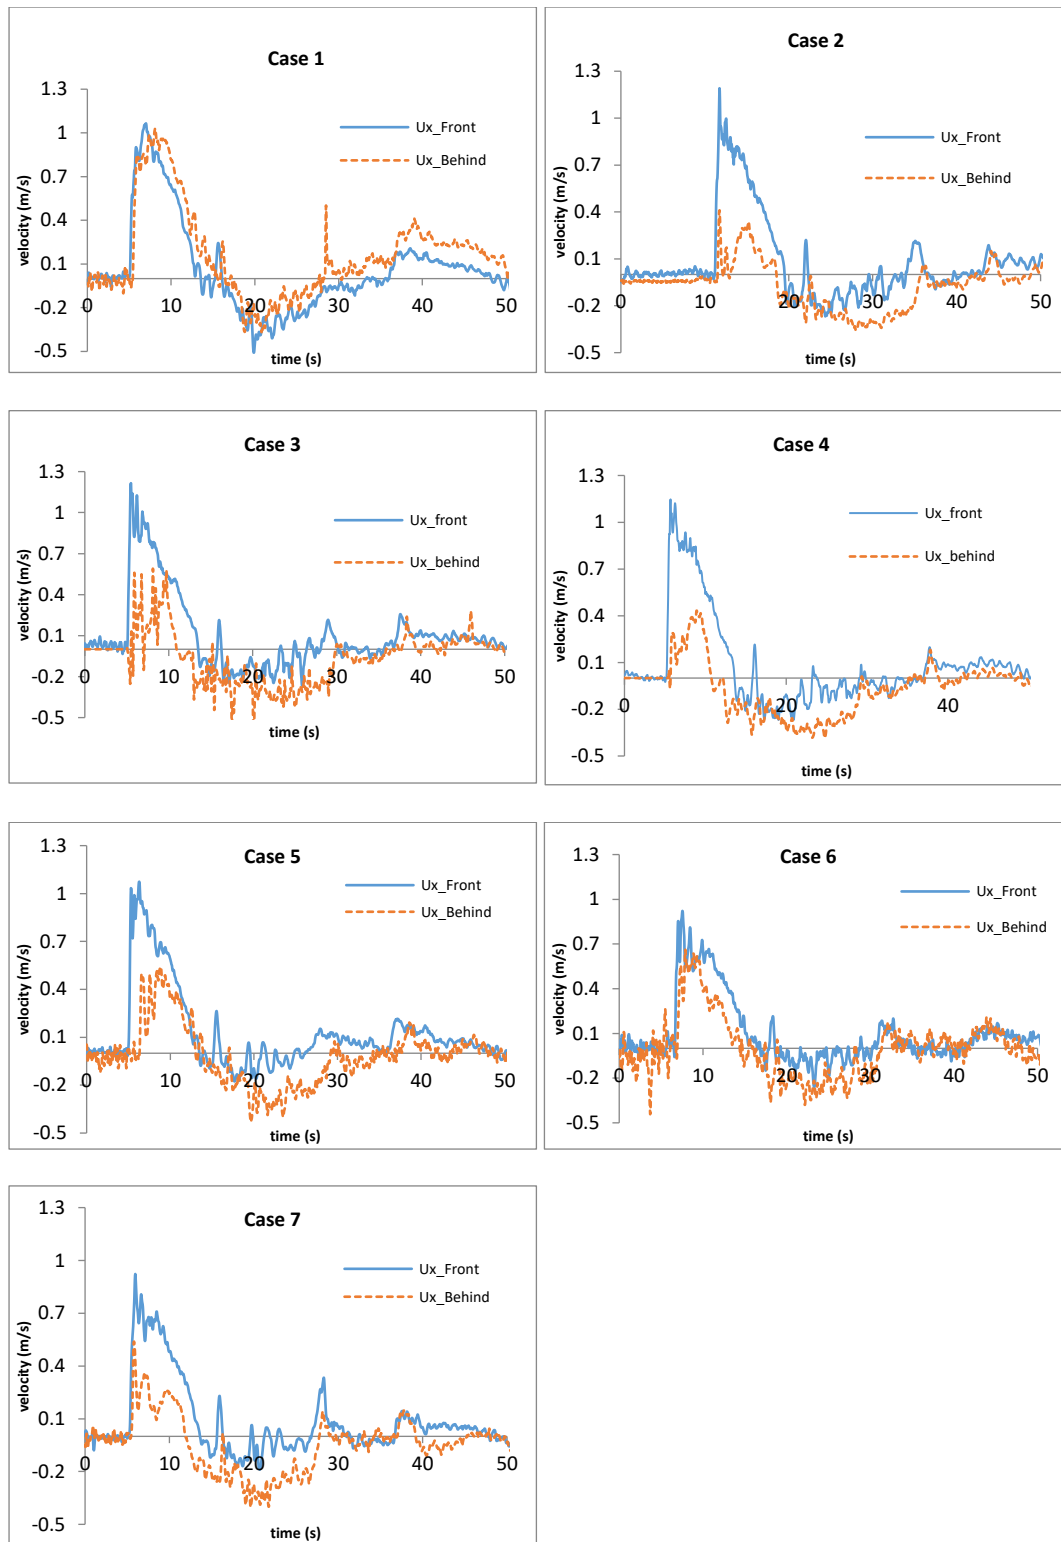 Case 1
1.3
1
0.7
0.4
0.1
-0.2
-0.5
velocity (m/s)
0 10 20 30 40 50
time (s)
Ux_Front
Ux_Behind
Case 2
1.3
1
0.7
0.4
0.1
-0.2
-0.5
velocity (m/s)
0 10 20 30 40 50
time (s)
Ux_Front
Ux_Behind
Case 3
1.3
1
0.7
0.4
0.1
-0.2
-0.5
velocity (m/s)
0 10 20 30 40 50
time (s)
Ux_front
Ux_behind
Case 4
1.3
1
0.7
0.4
0.1
-0.2
-0.5
velocity (m/s)
0 20 40
time (s)
Ux_front
Ux_behind
Case 5
1.3
1
0.7
0.4
0.1
-0.2
-0.5
velocity (m/s)
0 10 20 30 40 50
time (s)
Ux_Front
Ux_Behind
Case 6
1.3
1
0.7
0.4
0.1
-0.2
-0.5
velocity (m/s)
0 10 20 30 40 50
time (s)
Ux_Front
Ux_Behind
Case 7
1.3
1
0.7
0.4
0.1
-0.2
-0.5
velocity (m/s)
0 10 20 30 40 50
time (s)
Ux_Front
Ux_Behind